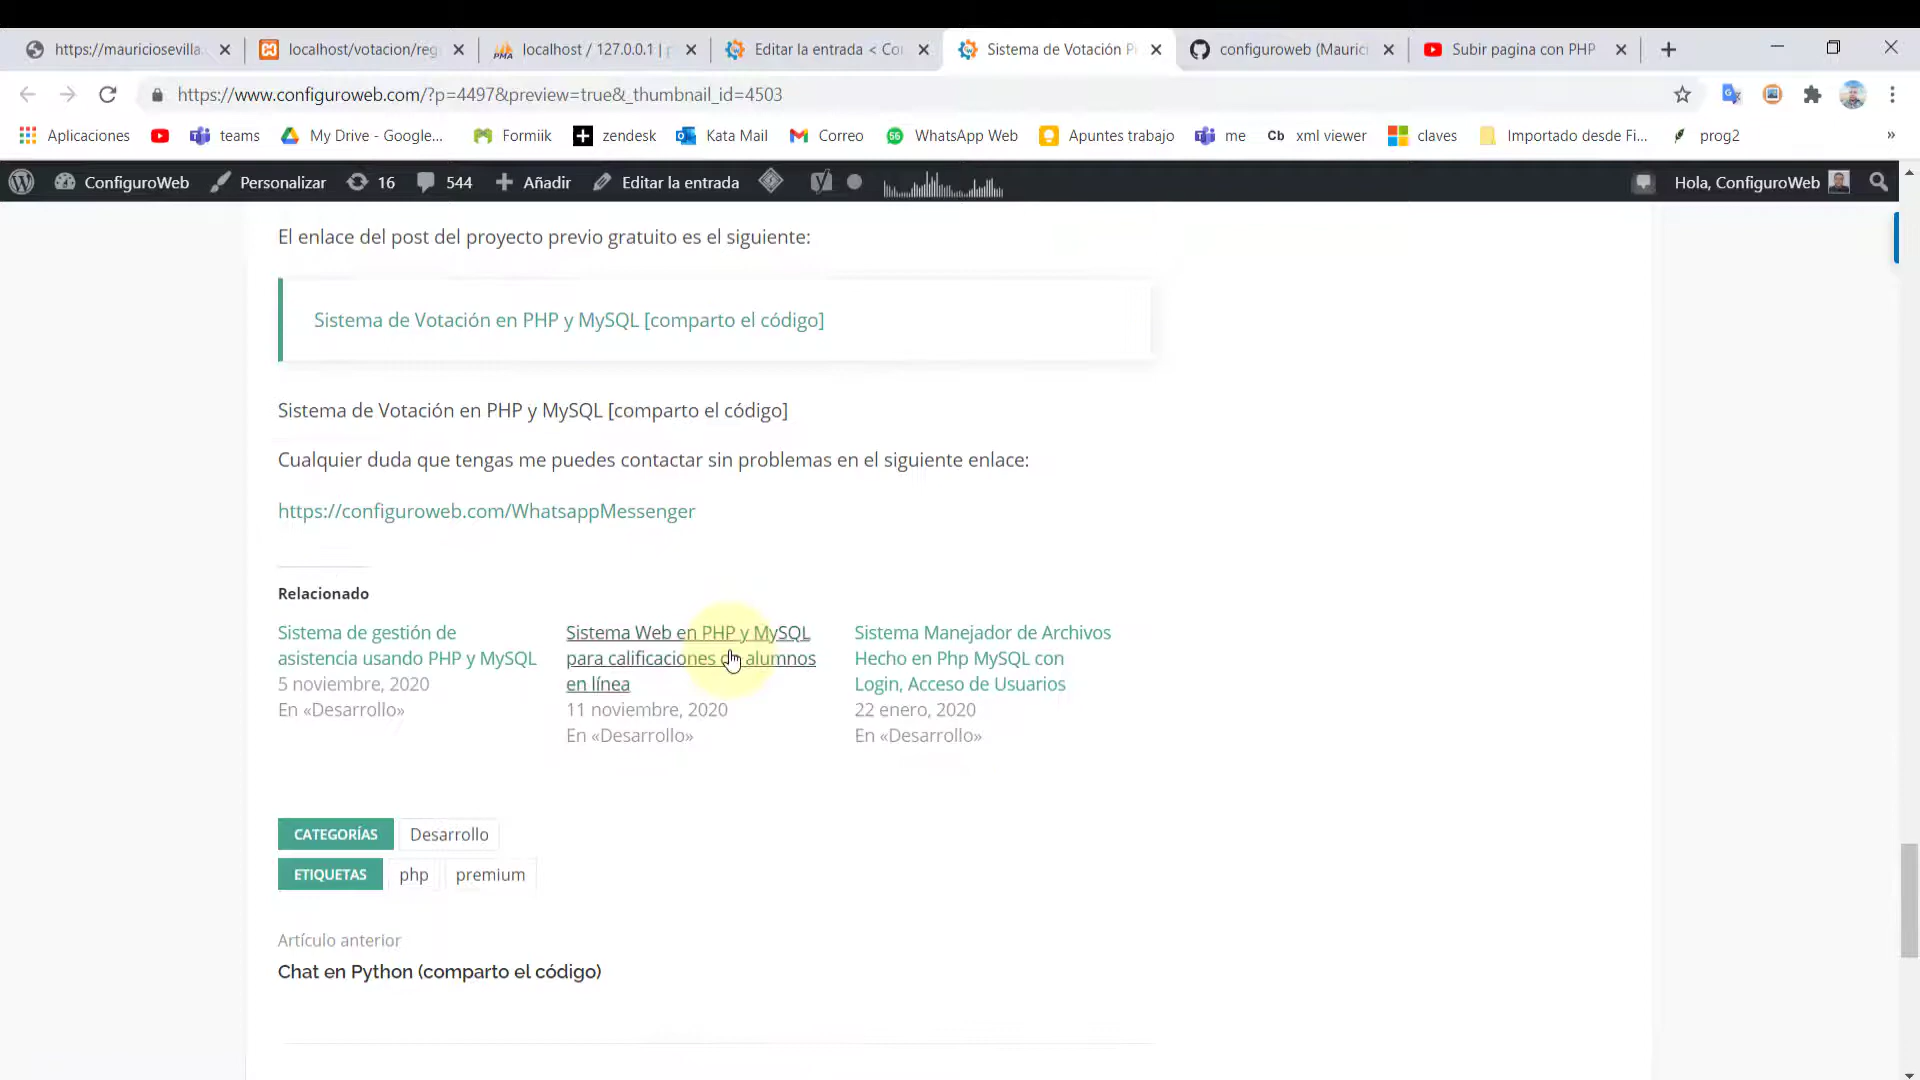 https://mauriciosevilla.
localhost/votacion/reg
localhost / 127.0.0.1 | p
Editar la entrada < Co
Sistema de Votación P
configuroweb (Mauric
Subir pagina con PHP
https://www.configuroweb.com/?p=4497&preview=true&_thumbnail_id=4503
Aplicaciones
teams
My Drive - Google...
Formiik
zendesk
Kata Mail
Correo
WhatsApp Web
Apuntes trabajo
me
Cb xml viewer
claves
Importado desde Fi...
prog2
»
ConfiguroWeb
Personalizar
16
544
Añadir
Editar la entrada
Hola, ConfiguroWeb
El enlace del post del proyecto previo gratuito es el siguiente:
Sistema de Votación en PHP y MySQL [comparto el código]
Sistema de Votación en PHP y MySQL [comparto el código]
Cualquier duda que tengas me puedes contactar sin problemas en el siguiente enlace:
https://configuroweb.com/WhatsappMessenger
Relacionado
Sistema de gestión de
asistencia usando PHP y MySQL
5 noviembre, 2020
En «Desarrollo»
Sistema Web en PHP y MySQL
para calificaciones de alumnos
en línea
11 noviembre, 2020
En «Desarrollo»
Sistema Manejador de Archivos
Hecho en Php MySQL con
Login, Acceso de Usuarios
22 enero, 2020
En «Desarrollo»
CATEGORÍAS Desarrollo
ETIQUETAS php premium
Artículo anterior
Chat en Python (comparto el código)